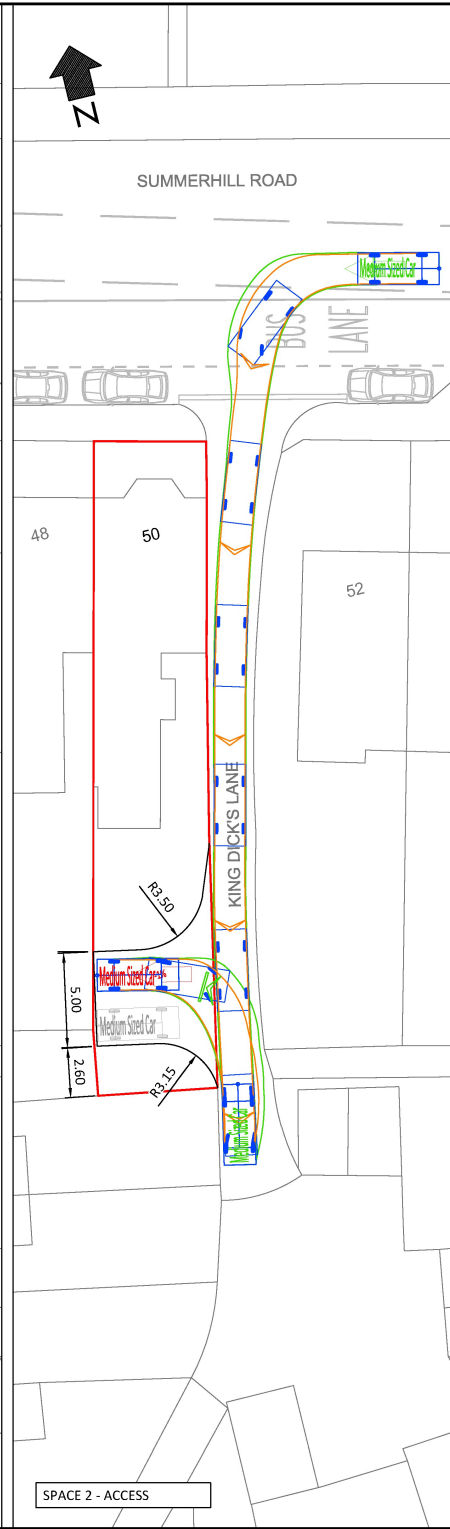 N
SUMMERHILL ROAD
Medium Sized Car
BUS
LANE
48
50
52
KING DICK'S LANE
R3.50
Medium Sized Car
5.00
Medium Sized Car
2.60
R3.15
Medium Sized Car
SPACE 2 - ACCESS